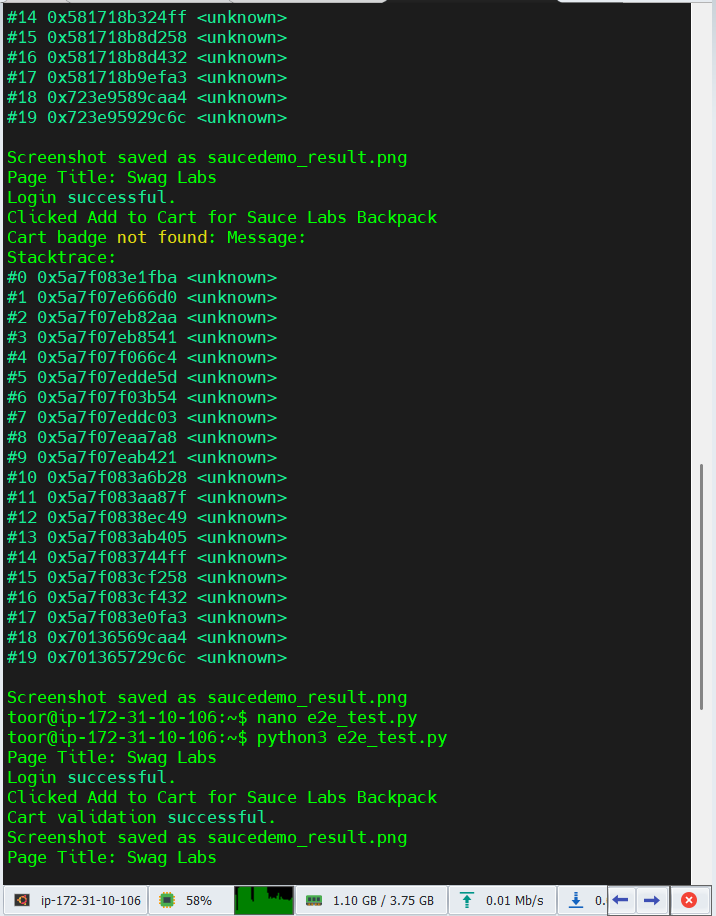 #14 0x581718b324ff <unknown>
#15 0x581718b8d258 <unknown>
#16 0x581718b8d432 <unknown>
#17 0x581718b9efa3 <unknown>
#18 0x723e9589caa4 <unknown>
#19 0x723e95929c6c <unknown>
Screenshot saved as saucedemo_result.png
Page Title: Swag Labs
Login successful.
Clicked Add to Cart for Sauce Labs Backpack
Cart badge not found: Message:
Stacktrace:
#0 0x5a7f083e1fba <unknown>
#1 0x5a7f07e666d0 <unknown>
#2 0x5a7f07eb82aa <unknown>
#3 0x5a7f07eb8541 <unknown>
#4 0x5a7f07f066c4 <unknown>
#5 0x5a7f07edde5d <unknown>
#6 0x5a7f07f03b54 <unknown>
#7 0x5a7f07eddc03 <unknown>
#8 0x5a7f07eaa7a8 <unknown>
#9 0x5a7f07eab421 <unknown>
#10 0x5a7f083a6b28 <unknown>
#11 0x5a7f083aa87f <unknown>
#12 0x5a7f0838ec49 <unknown>
#13 0x5a7f083ab405 <unknown>
#14 0x5a7f083744ff <unknown>
#15 0x5a7f083cf258 <unknown>
#16 0x5a7f083cf432 <unknown>
#17 0x5a7f083e0fa3 <unknown>
#18 0x70136569caa4 <unknown>
#19 0x701365729c6c <unknown>
Screenshot saved as saucedemo_result.png
toor@ip-172-31-10-106:~$ nano e2e_test.py
toor@ip-172-31-10-106:~$ python3 e2e_test.py
Page Title: Swag Labs
Login successful.
Clicked Add to Cart for Sauce Labs Backpack
Cart validation successful.
Screenshot saved as saucedemo_result.png
Page Title: Swag Labs
ip-172-31-10-106 58% 1.10 GB / 3.75 GB 0.01 Mb/s